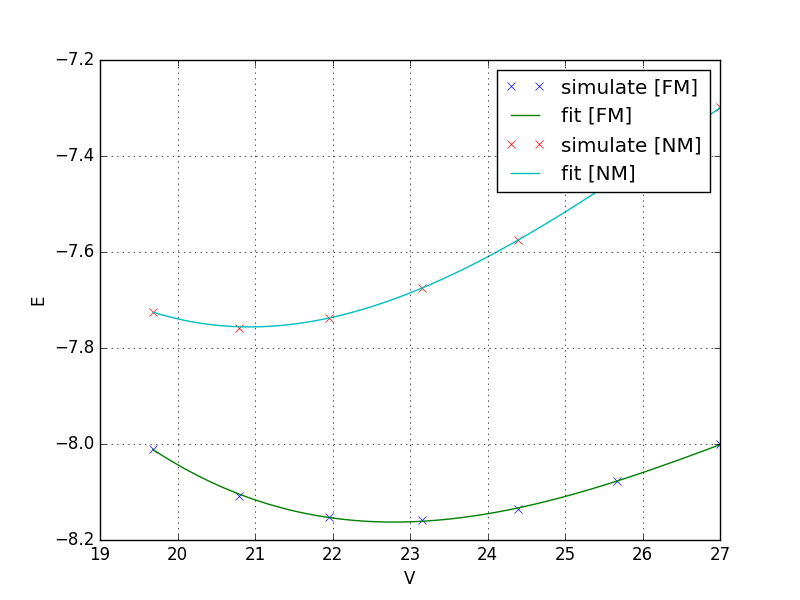 −7.2
−7.4
−7.6
−7.8
−8.0
−8.2
E
simulate [FM]
fit [FM]
simulate [NM]
fit [NM]
19 20 21 22 23 24 25 26 27
V